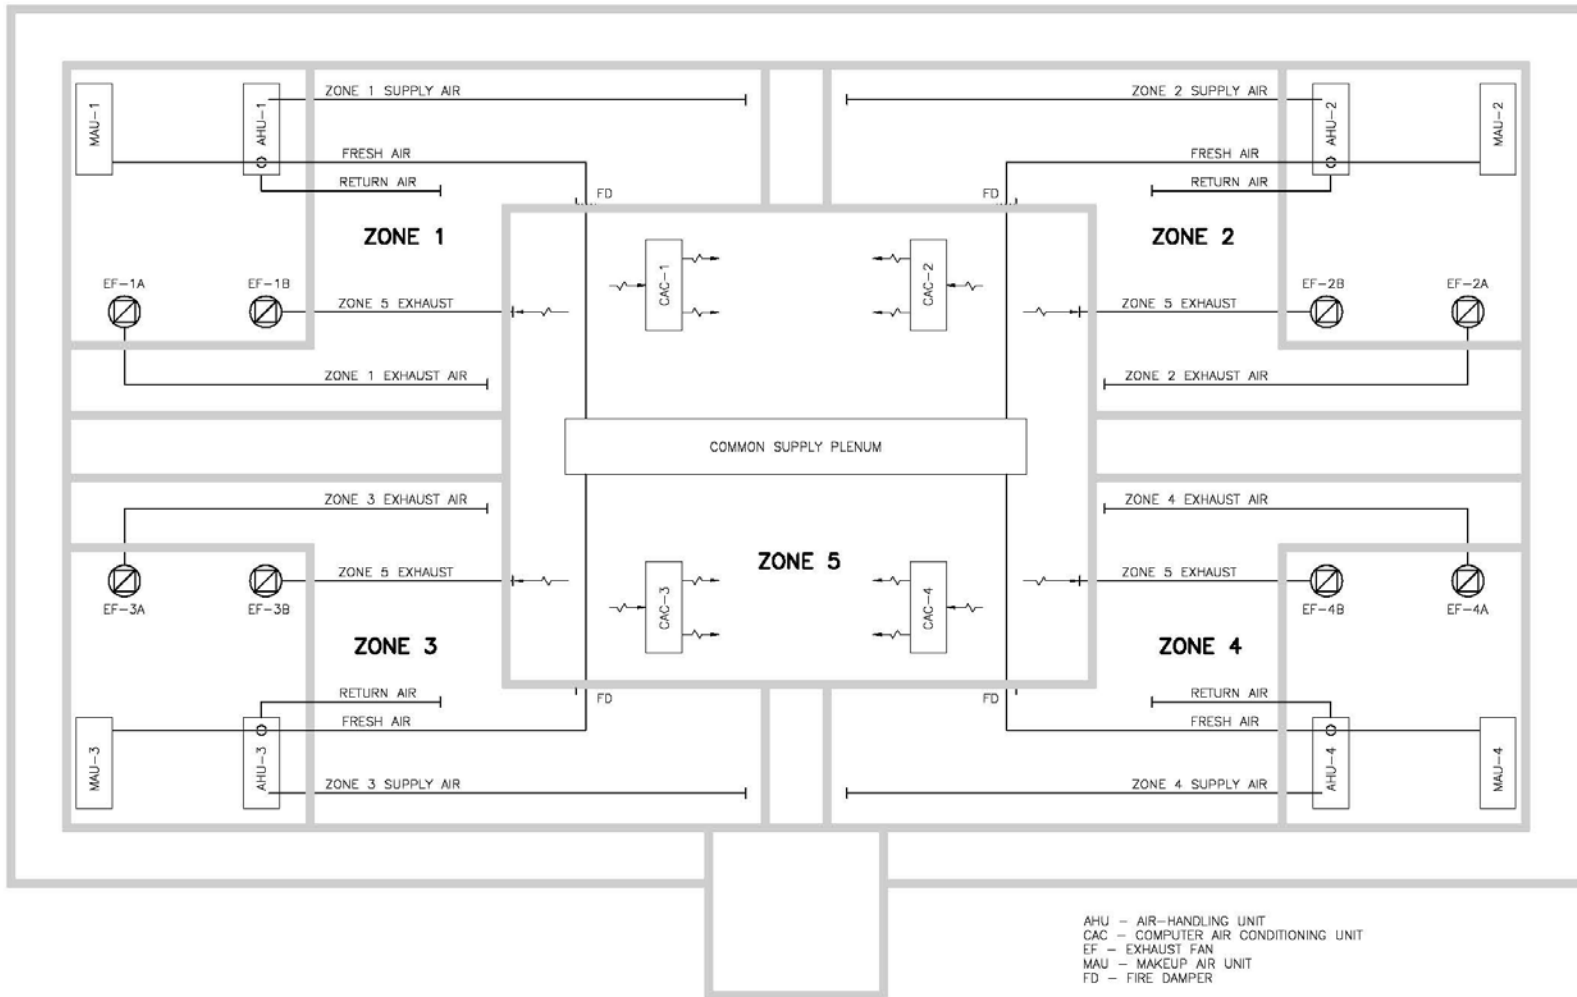 ZONE 1 SUPPLY AIR
ZONE 2 SUPPLY AIR
MAU-1
AHU-1
AHU-2
MAU-2
FRESH AIR
FRESH AIR
RETURN AIR
RETURN AIR
FD
FD
ZONE 1
ZONE 2
CAC-1
CAC-2
EF-1A
EF-1B
EF-2B
EF-2A
ZONE 5 EXHAUST
ZONE 5 EXHAUST
ZONE 1 EXHAUST AIR
ZONE 2 EXHAUST AIR
COMMON SUPPLY PLENUM
ZONE 3 EXHAUST AIR
ZONE 4 EXHAUST AIR
ZONE 5
ZONE 5 EXHAUST
ZONE 5 EXHAUST
EF-3A
EF-3B
EF-4B
EF-4A
CAC-3
CAC-4
ZONE 3
ZONE 4
RETURN AIR
RETURN AIR
FD
FD
FRESH AIR
FRESH AIR
MAU-3
AHU-3
AHU-4
MAU-4
ZONE 3 SUPPLY AIR
ZONE 4 SUPPLY AIR
AHU - AIR-HANDLING UNIT
CAC - COMPUTER AIR CONDITIONING UNIT
EF - EXHAUST FAN
MAU - MAKEUP AIR UNIT
FD - FIRE DAMPER